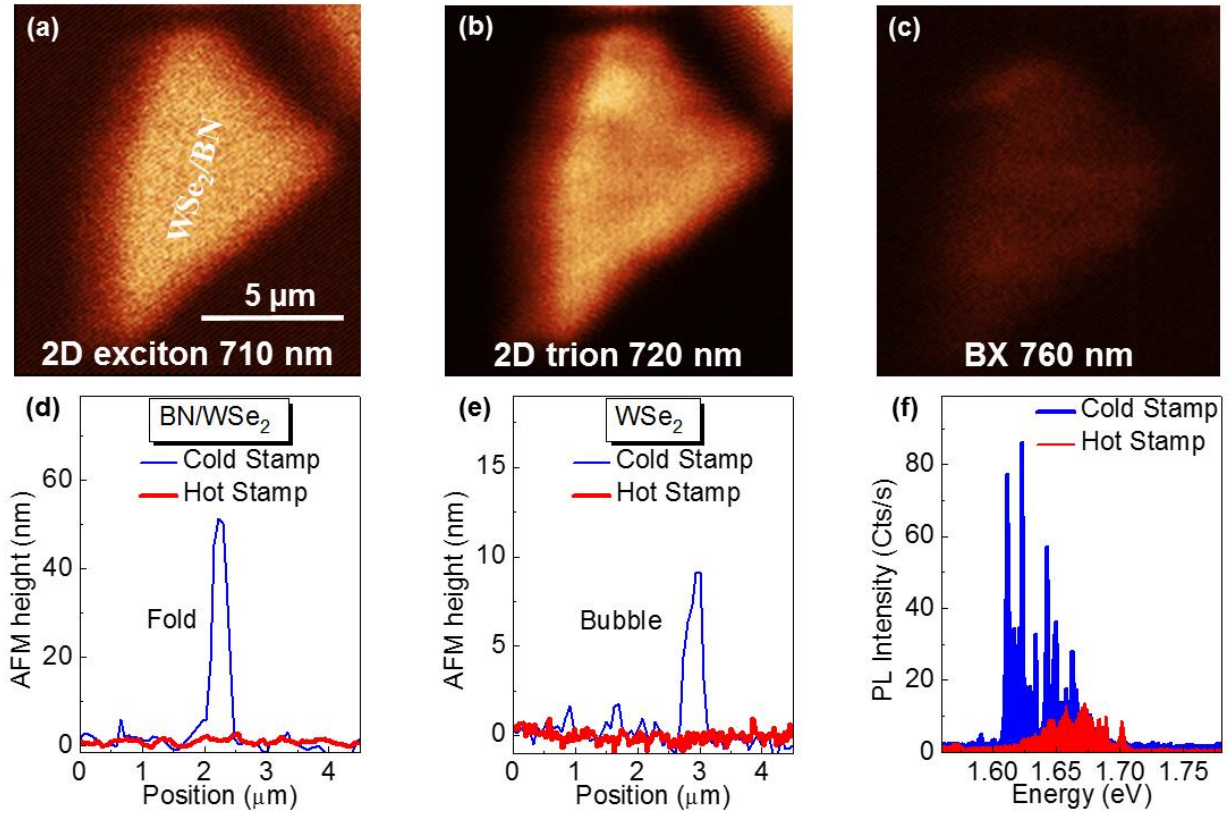 (a)
WSe₂/BN
5 µm
2D exciton 710 nm
(b)
2D trion 720 nm
(c)
BX 760 nm
(d)
BN/WSe₂
Cold Stamp
Hot Stamp
Fold
AFM height (nm)
60
40
20
0
0 1 2 3 4
Position (µm)
(e)
WSe₂
Cold Stamp
Hot Stamp
Bubble
AFM height (nm)
15
10
5
0
0 1 2 3 4
Position (µm)
(f)
Cold Stamp
Hot Stamp
PL Intensity (Cts/s)
80
60
40
20
0
1.60 1.65 1.70 1.75
Energy (eV)